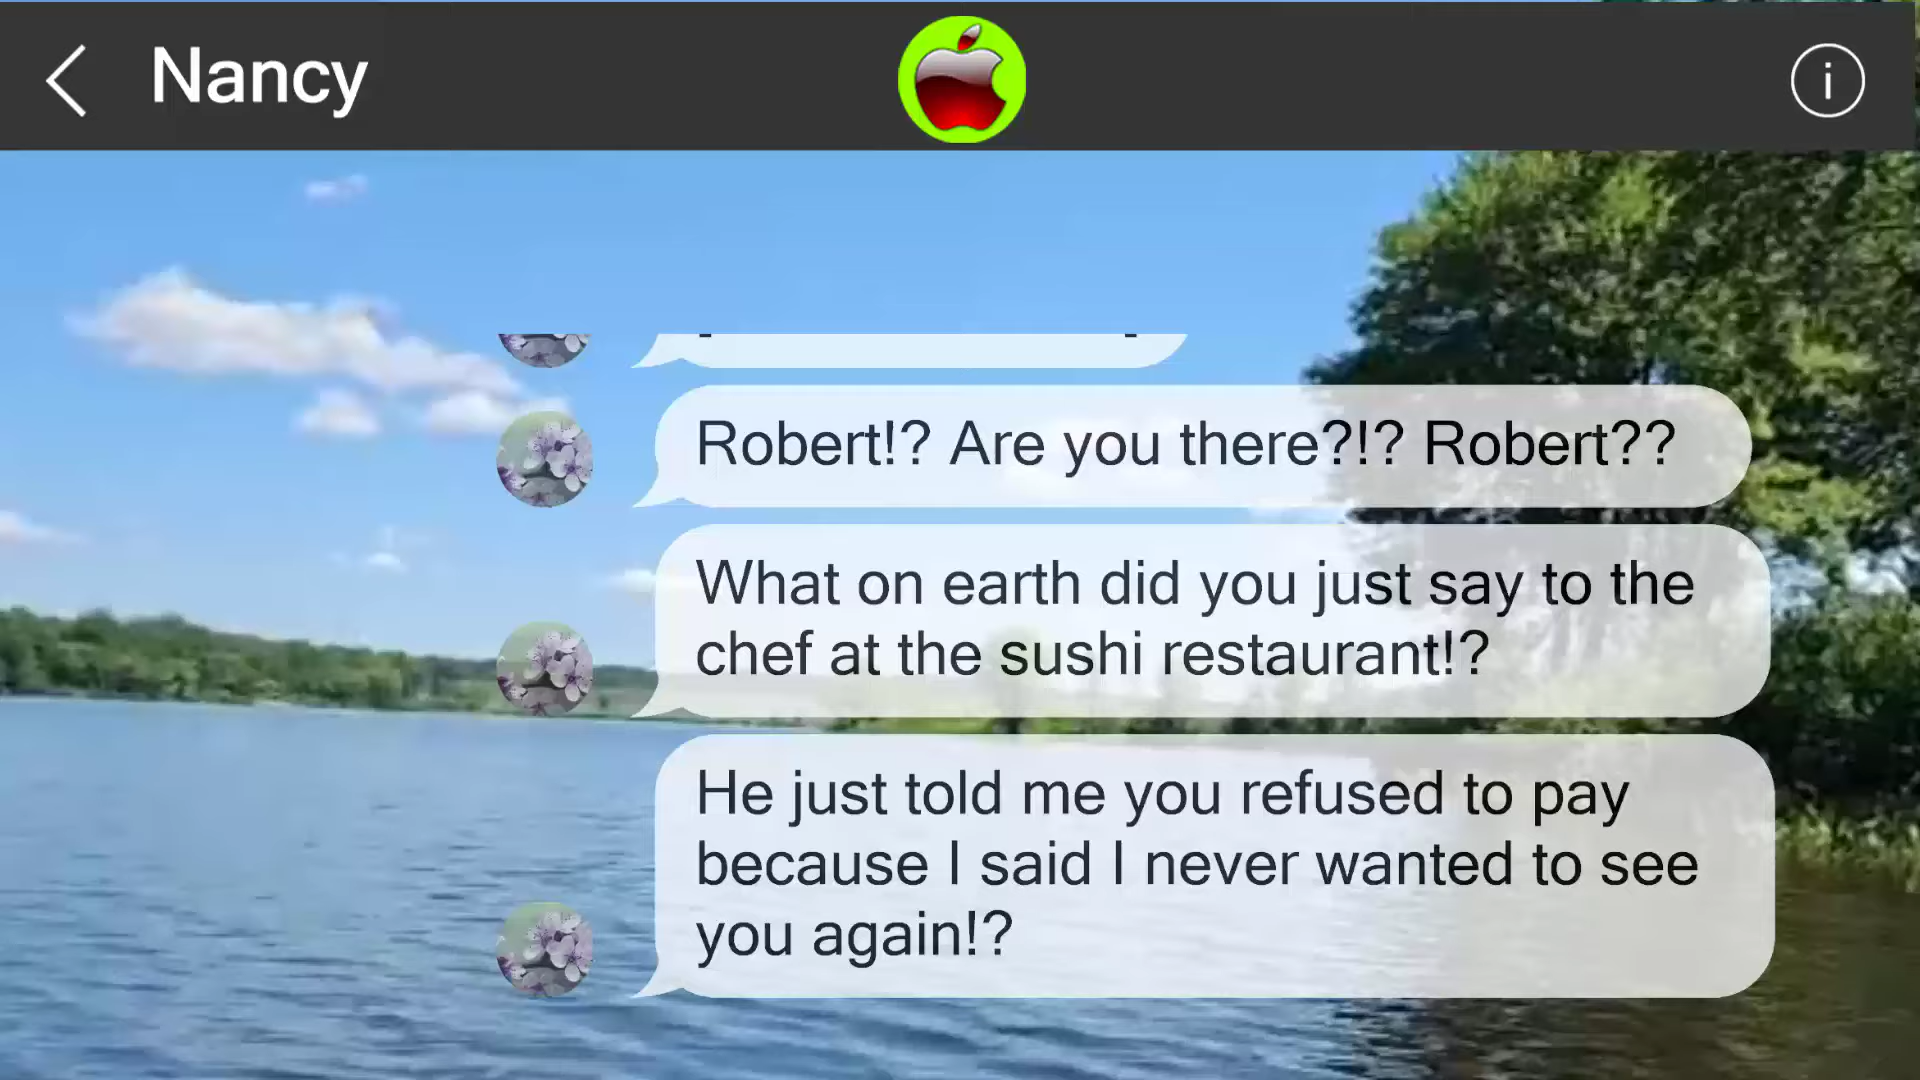 Nancy
Robert!? Are you there?!? Robert??
What on earth did you just say to the
chef at the sushi restaurant!?
He just told me you refused to pay
because I said I never wanted to see
you again!?